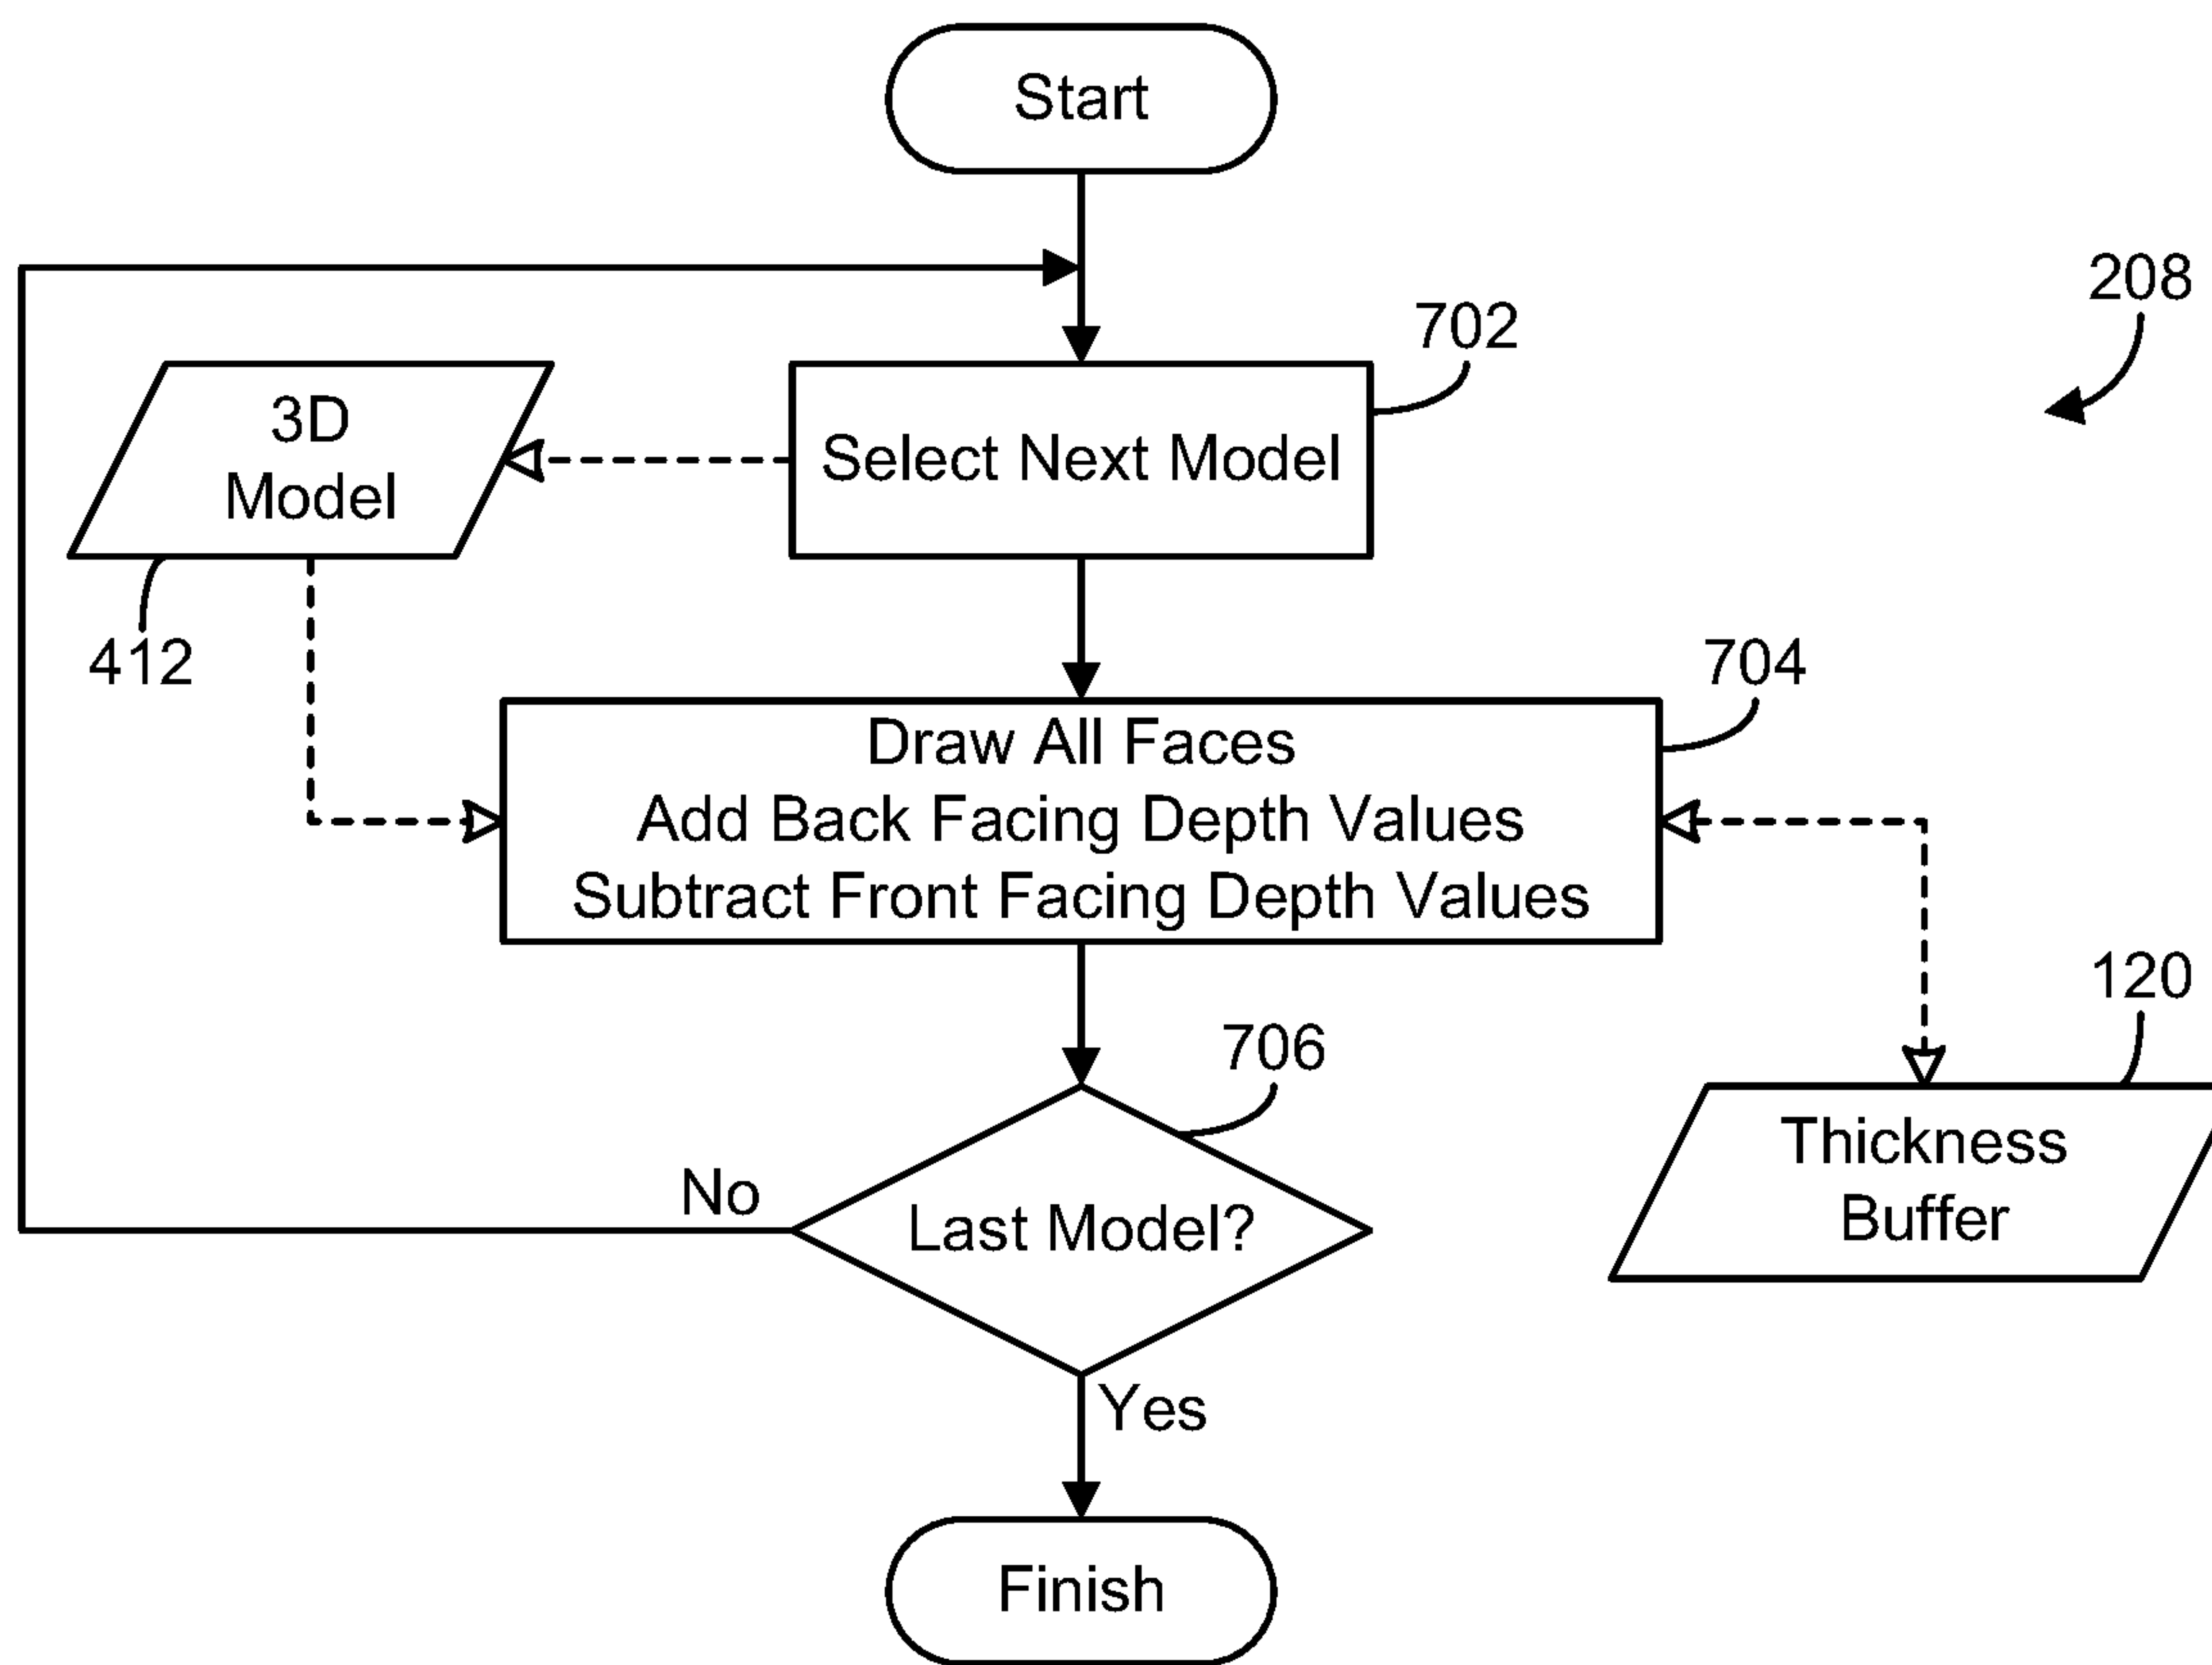 Start
208
702
3D
Model
Select Next Model
412
704
Draw All Faces
Add Back Facing Depth Values
Subtract Front Facing Depth Values
120
706
Thickness
Buffer
No
Last Model?
Yes
Finish